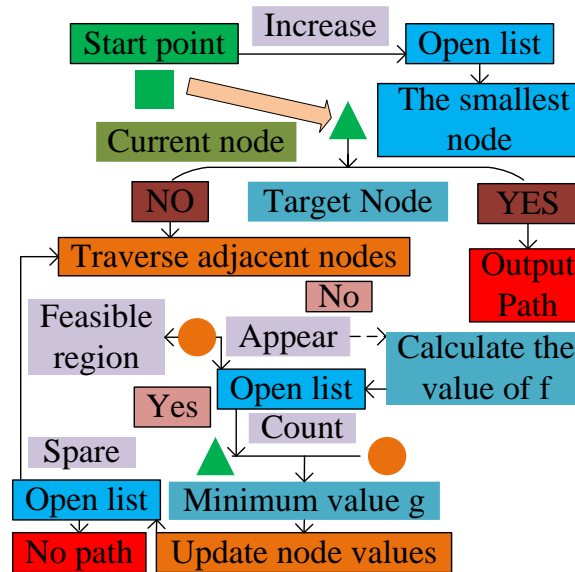 Start point
Increase
Open list
The smallest
node
Current node
NO
Target Node
YES
Traverse adjacent nodes
Output
Path
No
Feasible
region
Appear
Calculate the
value of f
Open list
Yes
Count
Spare
Open list
Minimum value g
No path
Update node values